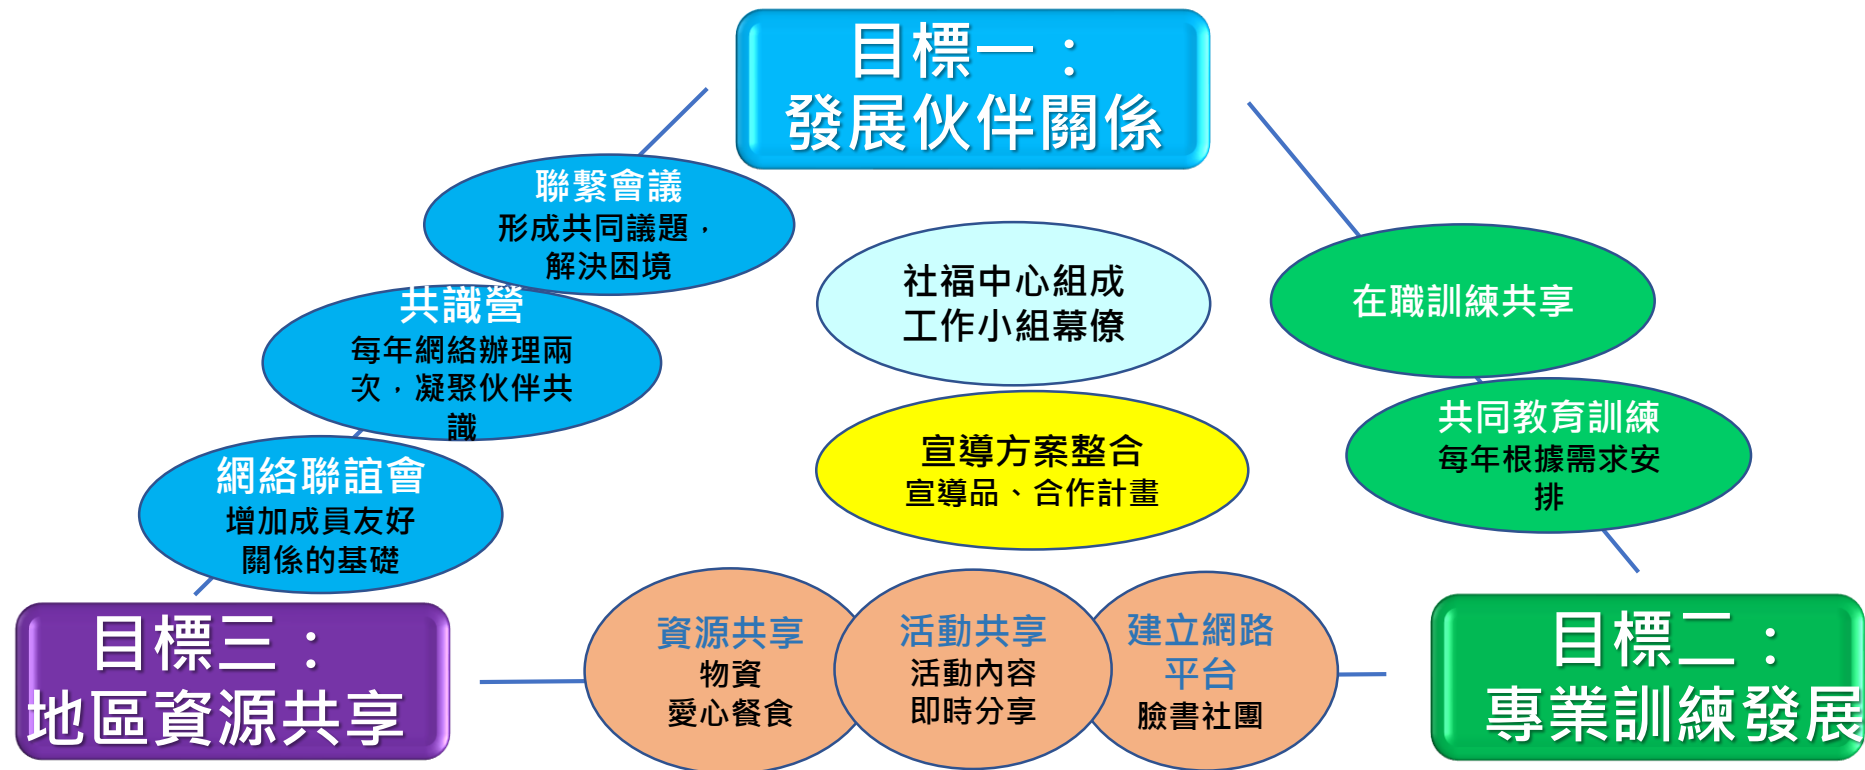 目標一：
發展伙伴關係
聯繫會議
形成共同議題，
解決困境
共識營
每年網絡辦理兩
次，凝聚伙伴共
識
網絡聯誼會
增加成員友好
關係的基礎
社福中心組成
工作小組幕僚
宣導方案整合
宣導品、合作計畫
在職訓練共享
共同教育訓練
每年根據需求安
排
目標三：
地區資源共享
資源共享
物資
愛心餐食
活動共享
活動內容
即時分享
建立網路
平台
臉書社團
目標二：
專業訓練發展